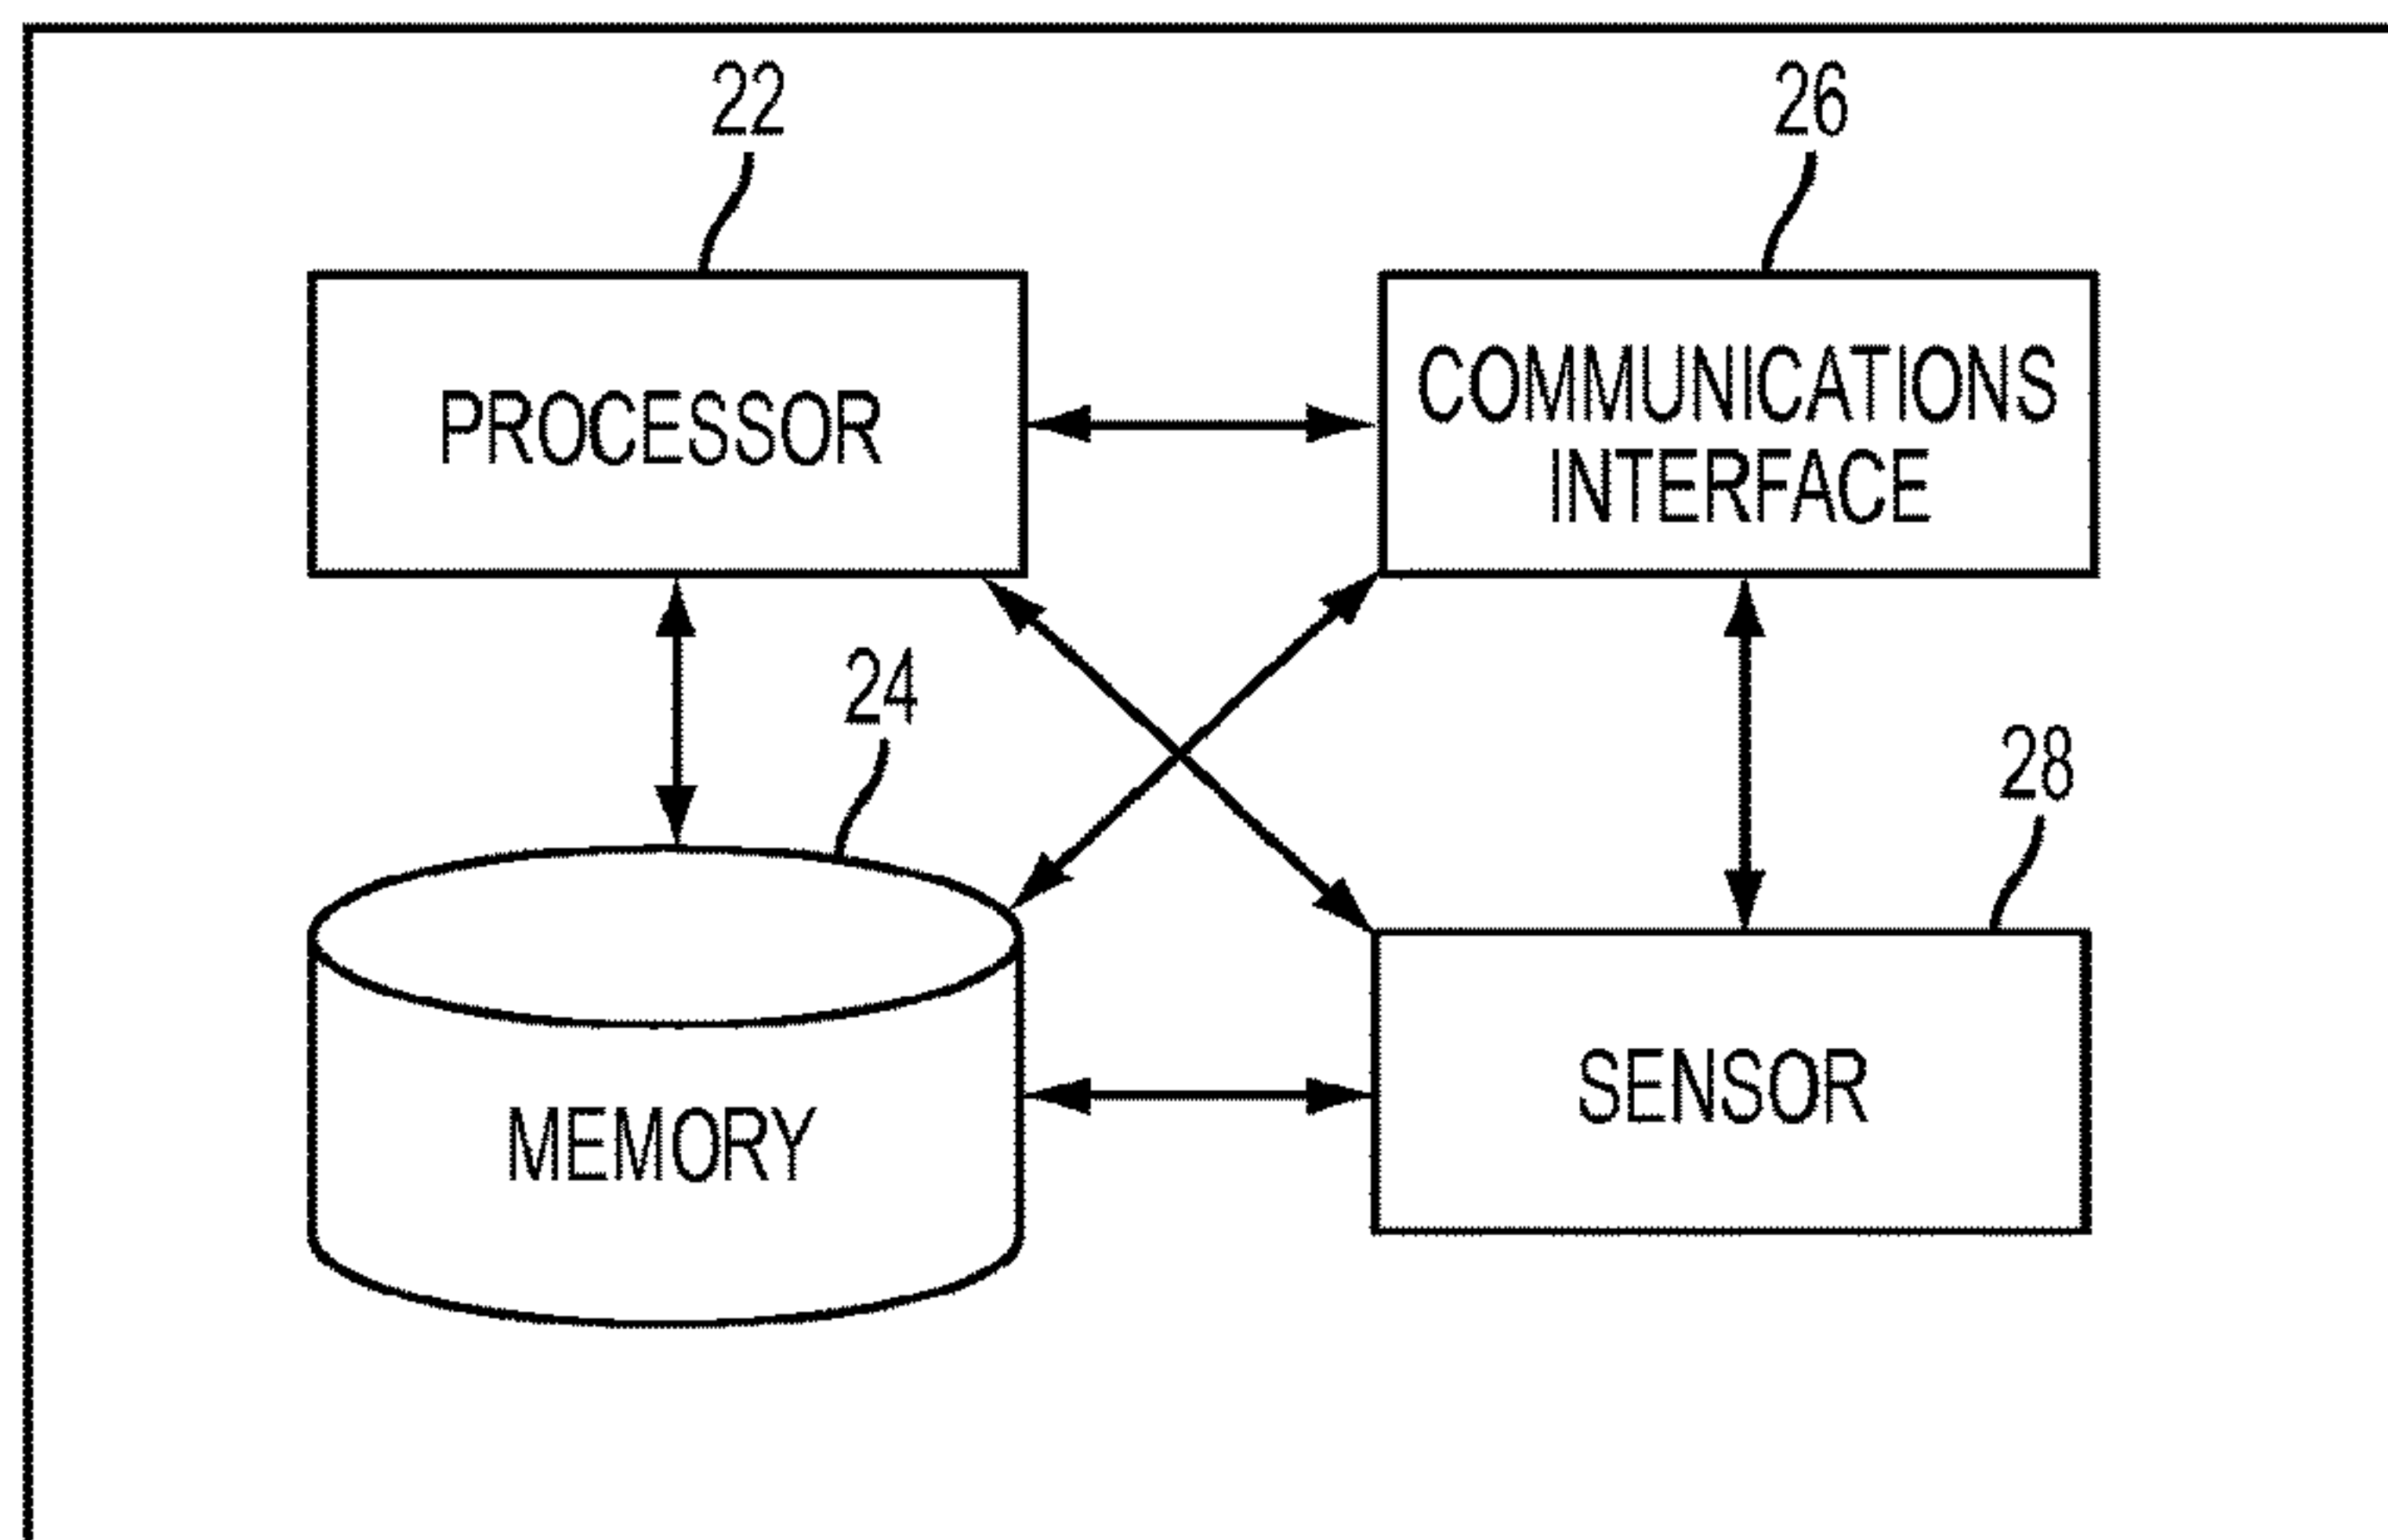 22
26
PROCESSOR
COMMUNICATIONS
INTERFACE
24
28
MEMORY
SENSOR